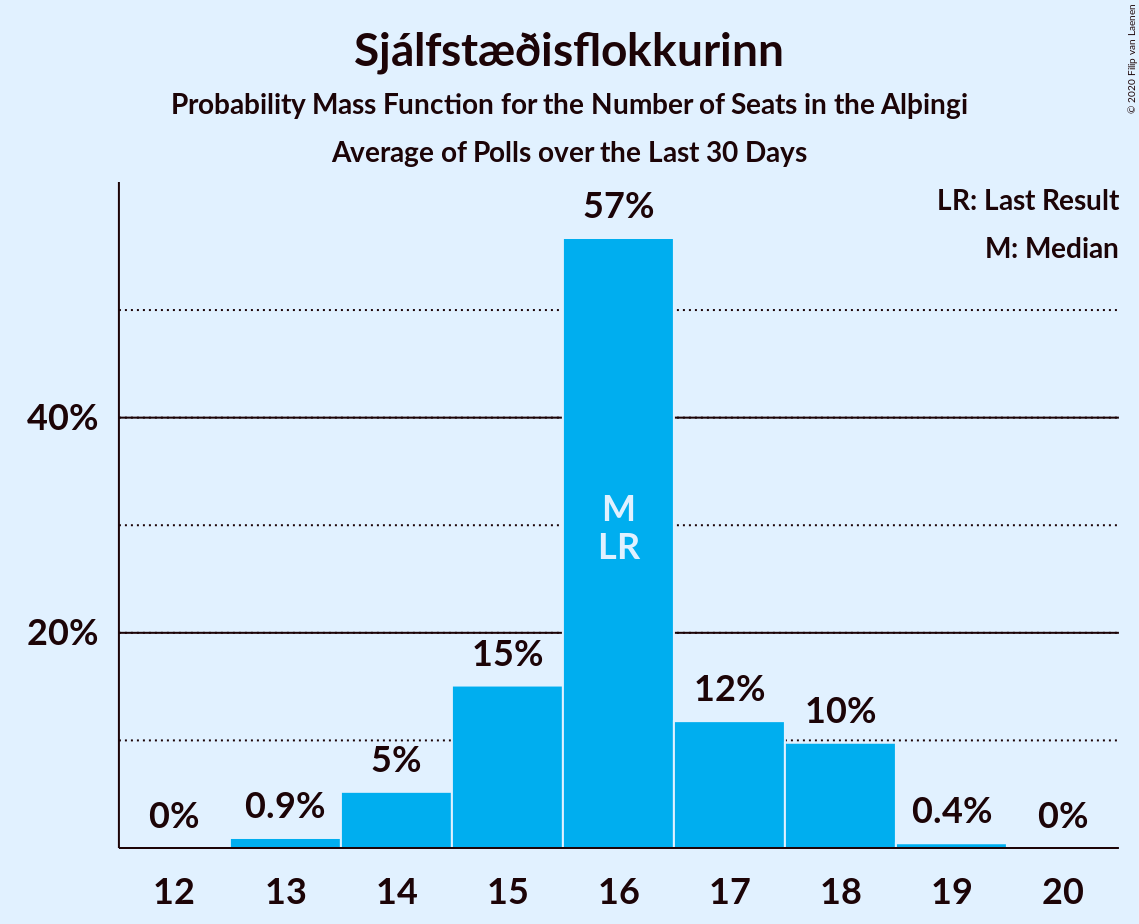 Sjálfstæðisflokkurinn
Probability Mass Function for the Number of Seats in the Alþingi
Average of Polls over the Last 30 Days
© 2020 Filip van Laenen
LR: Last Result
M: Median
57%
40%
M
LR
20%
15%
12%
10%
5%
0.9%
0.4%
0%
0%
12 13 14 15 16 17 18 19 20